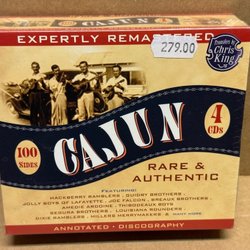 EXPERTLY REMASTERED
279.00
Transfers by
Chris King
CAJUN
100
SIDES
4
CDs
RARE &
AUTHENTIC
FEATURING:
HACKBERRY RAMBLERS · GUIDRY BROTHERS ·
JOLLY BOYS OF LAFAYETTE · JOE FALCON · BREAUX BROTHERS
AMEDIE ARDOINE · THIBODEAUX BOYS
SEGURA BROTHERS · LOUISIANA ROUNDERS ·
DIXIE RAMBLERS · MILLERS MERRYMAKERS & MANY MORE
ANNOTATED · DISCOGRAPHY